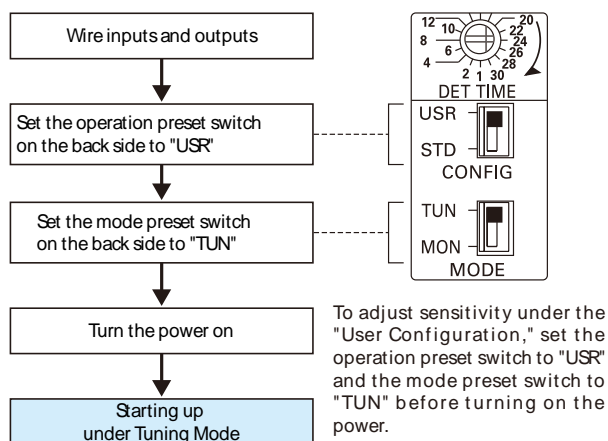 Wire inputs and outputs
Set the operation preset switch
on the back side to "USR"
Set the mode preset switch
on the back side to "TUN"
Turn the power on
Starting up
under Tuning Mode
12
10
8
6
4
2
1
30
28
26
24
22
20
DET TIME
USR
STD
CONFIG
TUN
MON
MODE
To adjust sensitivity under the
"User Configuration," set the
operation preset switch to "USR"
and the mode preset switch to
"TUN" before turning on the
power.